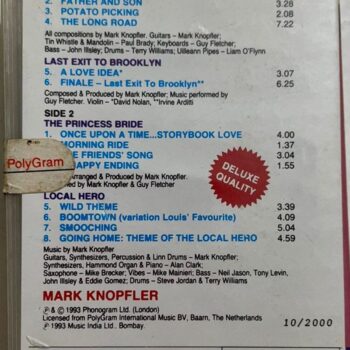 2. FATHER AND SON 3.28
3. POTATO PICKING 2.08
4. THE LONG ROAD 7.22
All compositions by Mark Knopfler. Guitars – Mark Knopfler;
Tin Whistle & Mandolin – Paul Brady; Keyboards – Guy Fletcher;
Bass – John Illsley; Drums – Terry Williams; Uilleann Pipes – Liam O'Flynn
LAST EXIT TO BROOKLYN
5. A LOVE IDEA* 3.07
6. FINALE – Last Exit To Brooklyn** 6.25
Composed & Produced by Mark Knopfler; Music performed by
Guy Fletcher. Violin – *David Nolan, **Irvine Arditti
SIDE 2
THE PRINCESS BRIDE
1. ONCE UPON A TIME...STORYBOOK LOVE 4.00
MORNING RIDE 1.37
THE FRIENDS' SONG 3.04
HAPPY ENDING 1.55
Arranged & Produced by Mark Knopfler.
by Mark Knopfler & Guy Fletcher
PolyGram
DELUXE
QUALITY
LOCAL HERO
5. WILD THEME 3.39
6. BOOMTOWN (variation Louis' Favourite) 4.09
7. SMOOCHING 5.04
8. GOING HOME: THEME OF THE LOCAL HERO 4.59
Music by Mark Knopfler
Guitars, Synthesizers, Percussion & Linn Drums – Mark Knopfler;
Synthesizers, Hammond Organ & Piano – Alan Clark;
Saxophone – Mike Brecker; Vibes – Mike Mainieri; Bass – Neil Jason, Tony Levin,
John Illsley & Eddie Gomez; Drums – Steve Jordan & Terry Williams
MARK KNOPFLER
℗ & © 1993 Phonogram Ltd. (London)
Licensed from PolyGram International Music BV, Baarn, The Netherlands
© 1993 Music India Ltd., Bombay.
10/2000